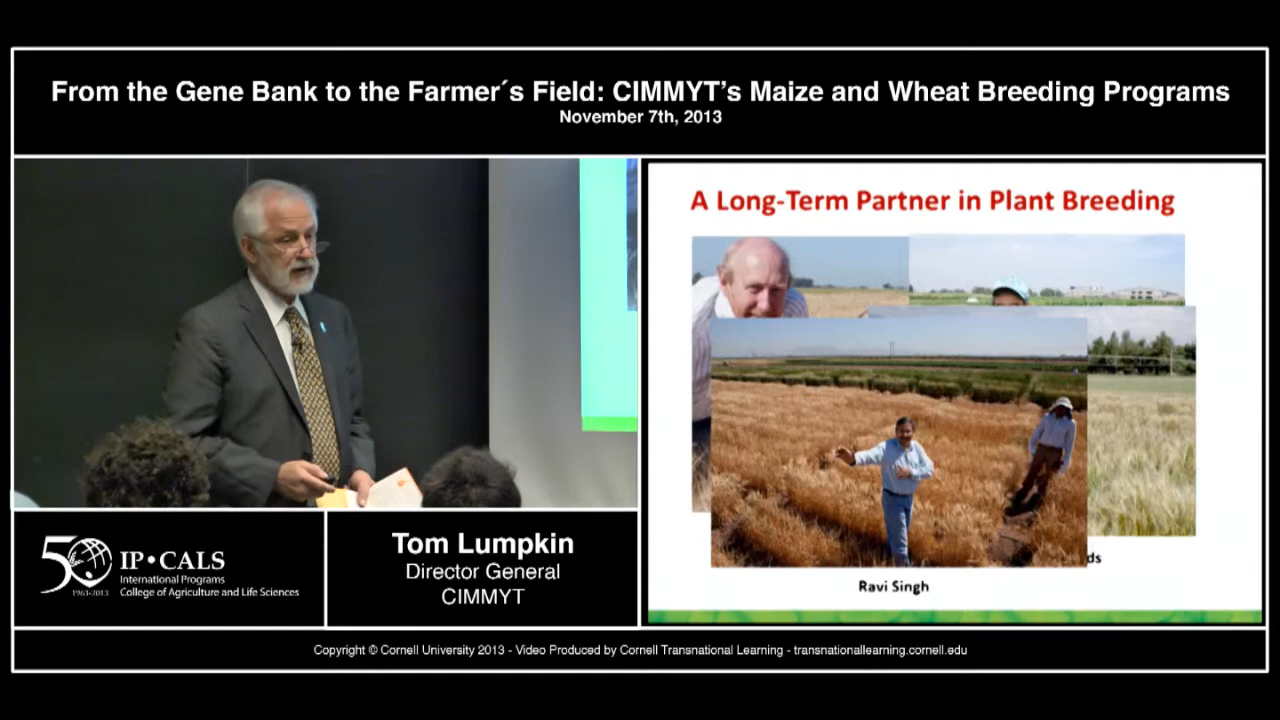 From the Gene Bank to the Farmer´s Field: CIMMYT's Maize and Wheat Breeding Programs
November 7th, 2013
A Long-Term Partner in Plant Breeding
ds
Ravi Singh
50
1963-2013
IP•CALS
International Programs
College of Agriculture and Life Sciences
Tom Lumpkin
Director General
CIMMYT
Copyright © Cornell University 2013 - Video Produced by Cornell Transnational Learning - transnationallearning.cornell.edu